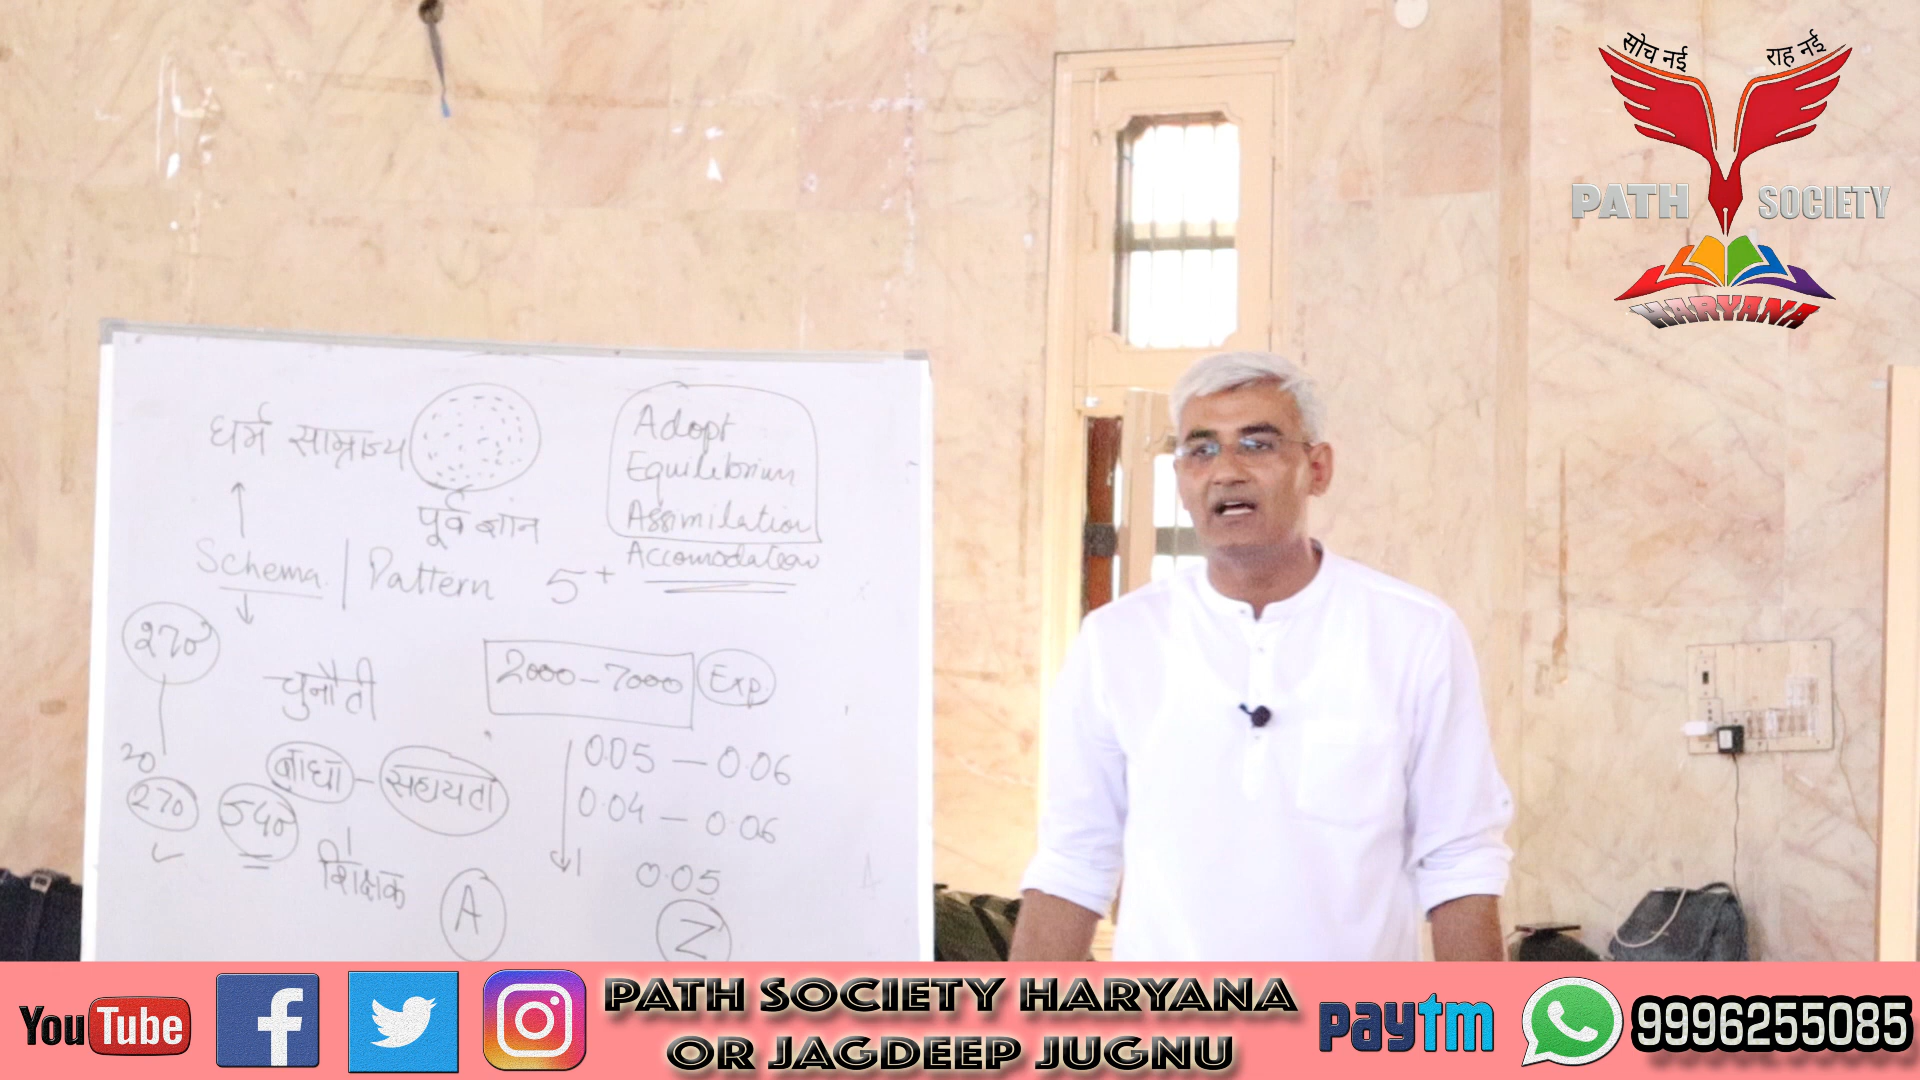 सोच नई राह नई
PATH SOCIETY
HARYANA
धर्म साम्राज्य
पूर्व ज्ञान
Adopt
Equilibrium
Assimilation
Accomodation
Schema | Pattern 5+
चुनौती
2000-7000 Exp.
बाधा - सहायता
0.05 — 0.06
0.04 — 0.06
20
270
540
शिक्षक
0.05
A
Z
YouTube
PATH SOCIETY HARYANA
OR JAGDEEP JUGNU
paytm
9996255085